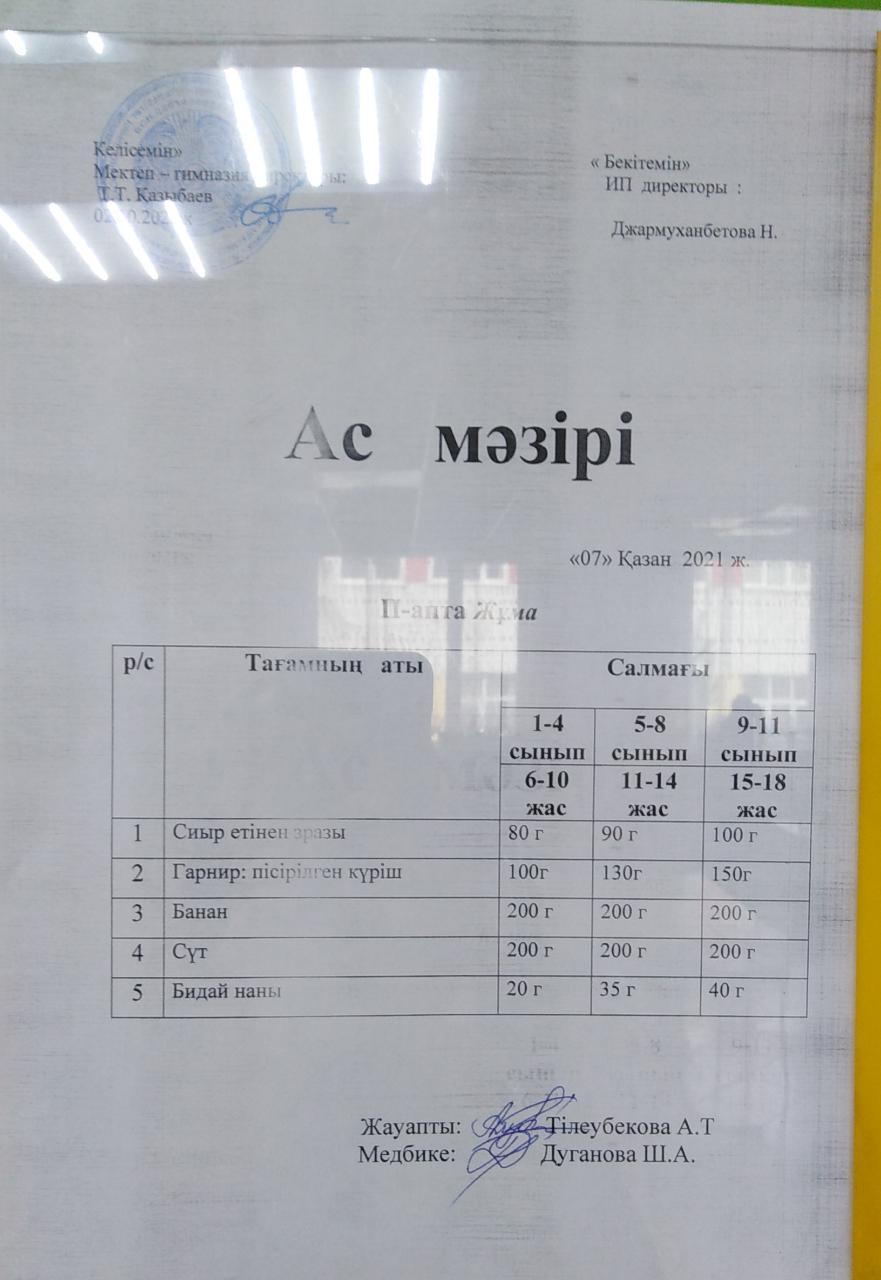 Келісемін»
Мектеп – гимназия директоры:
Т.Т. Қазыбаев
« Бекітемін»
ИП директоры :
Джармуханбетова Н.
Ас мәзірі
«07» Қазан 2021 ж.
ІІ-апта Жұма
р/с Тағамның аты Салмағы
1-4 сынып 5-8 сынып 9-11 сынып
6-10 жас 11-14 жас 15-18 жас
1 Сиыр етінен зразы 80 г 90 г 100 г
2 Гарнир: пісірілген күріш 100г 130г 150г
3 Банан 200 г 200 г 200 г
4 Сүт 200 г 200 г 200 г
5 Бидай наны 20 г 35 г 40 г
Жауапты: Тілеубекова А.Т
Медбике: Дуганова Ш.А.